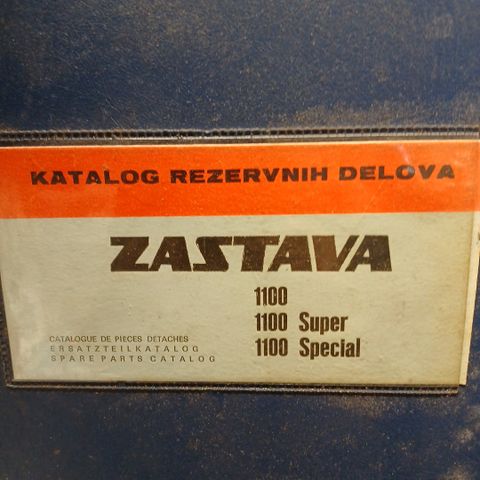 KATALOG REZERVNIH DELOVA
ZASTAVA
1100
1100 Super
1100 Special
CATALOGUE DE PIECES DETACHES
ERSATZTEILKATALOG
SPARE PARTS CATALOG